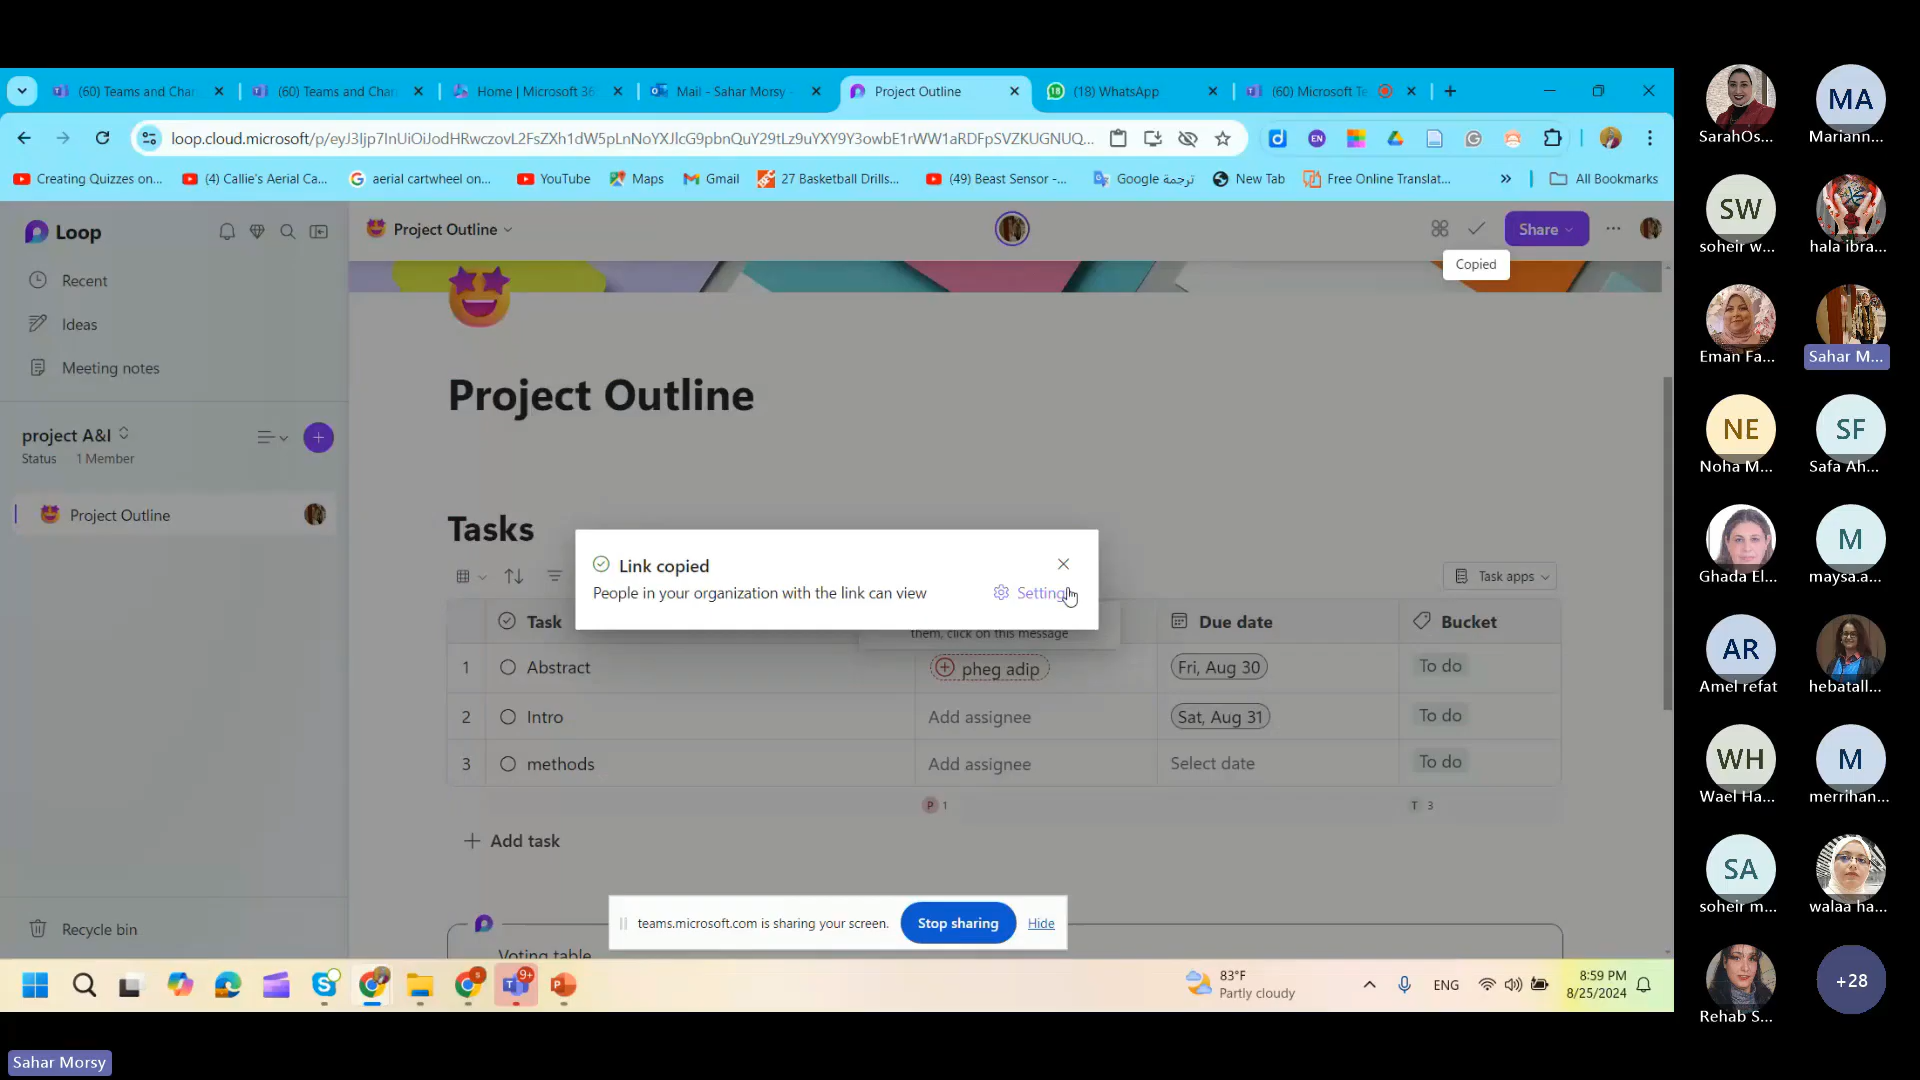 (60) Teams and Chan
(60) Teams and Chan
Home | Microsoft 36
Mail - Sahar Morsy -
Project Outline
(18) WhatsApp
(60) Microsoft Te
loop.cloud.microsoft/p/eyJ3Ijp7InUiOiJodHRwczovL2FsZXh1dW5pLnNoYXJlcG9pbnQuY29tLz9uYXY9Y3owbE1rWW1aRDFpSVZKUGNUQ...
Creating Quizzes on...
(4) Callie's Aerial Ca...
aerial cartwheel on...
YouTube
Maps
Gmail
27 Basketball Drills...
(49) Beast Sensor -...
ترجمة Google
New Tab
Free Online Translat...
All Bookmarks
Loop
Recent
Ideas
Meeting notes
project A&I
Status 1 Member
Project Outline
Recycle bin
Project Outline
Share
Copied
Project Outline
Tasks
Link copied
People in your organization with the link can view
Setting
them, click on this message
Task apps
Task
Due date
Bucket
1 Abstract pheg adip Fri, Aug 30 To do
2 Intro Add assignee Sat, Aug 31 To do
3 methods Add assignee Select date To do
P 1
T 3
Add task
Voting table
teams.microsoft.com is sharing your screen.
Stop sharing
Hide
9+
83°F
Partly cloudy
ENG
8:59 PM
8/25/2024
Sahar Morsy
SarahOs...
MA
Mariann...
SW
soheir w...
hala ibra...
Eman Fa...
Sahar M...
NE
Noha M...
SF
Safa Ah...
Ghada El...
M
maysa.a...
AR
Amel refat
hebatall...
WH
Wael Ha...
M
merrihan...
SA
soheir m...
walaa ha...
Rehab S...
+28